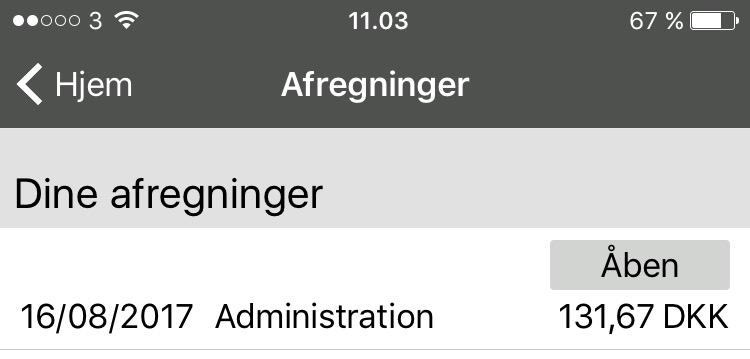 3 11.03 67 %
Hjem Afregninger
Dine afregninger
Åben
16/08/2017 Administration 131,67 DKK